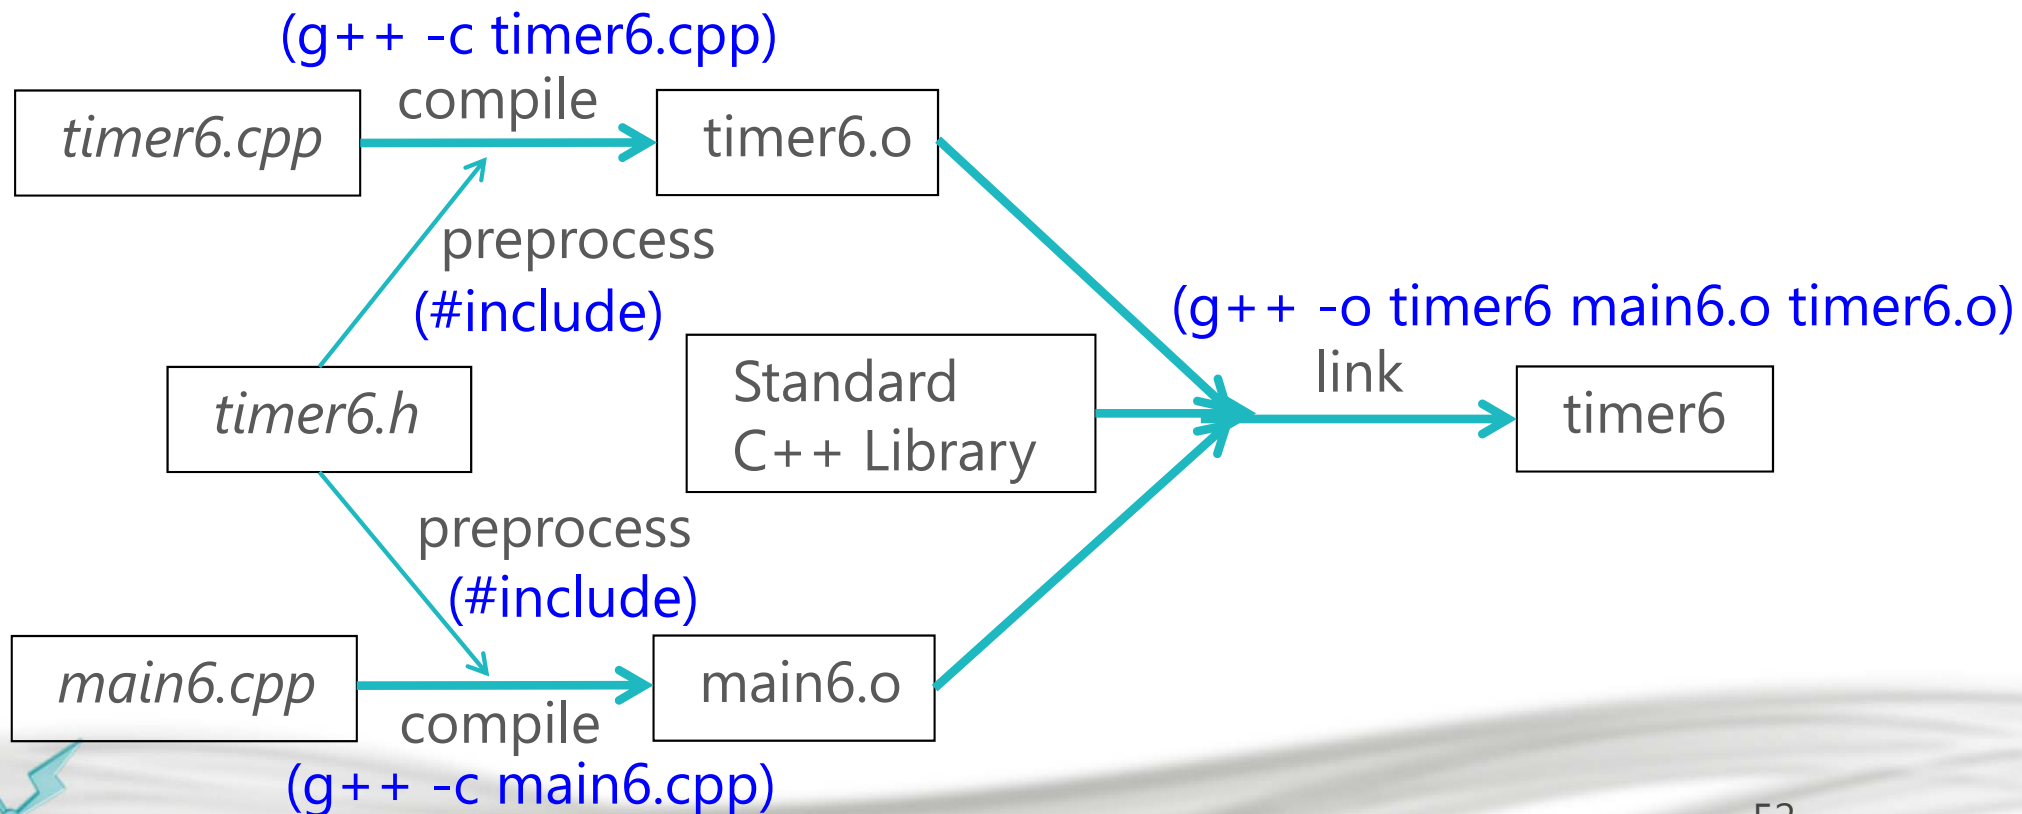 (g++ -c timer6.cpp)
compile
timer6.cpp
timer6.o
preprocess
(#include)
(g++ -o timer6 main6.o timer6.o)
link
timer6.h
Standard
C++ Library
timer6
preprocess
(#include)
main6.cpp
main6.o
compile
(g++ -c main6.cpp)